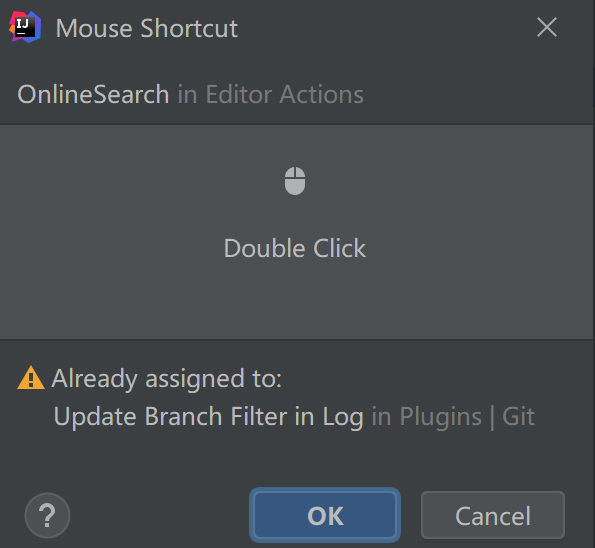 IJ
Mouse Shortcut
OnlineSearch in Editor Actions
Double Click
Already assigned to:
Update Branch Filter in Log in Plugins | Git
?
OK
Cancel